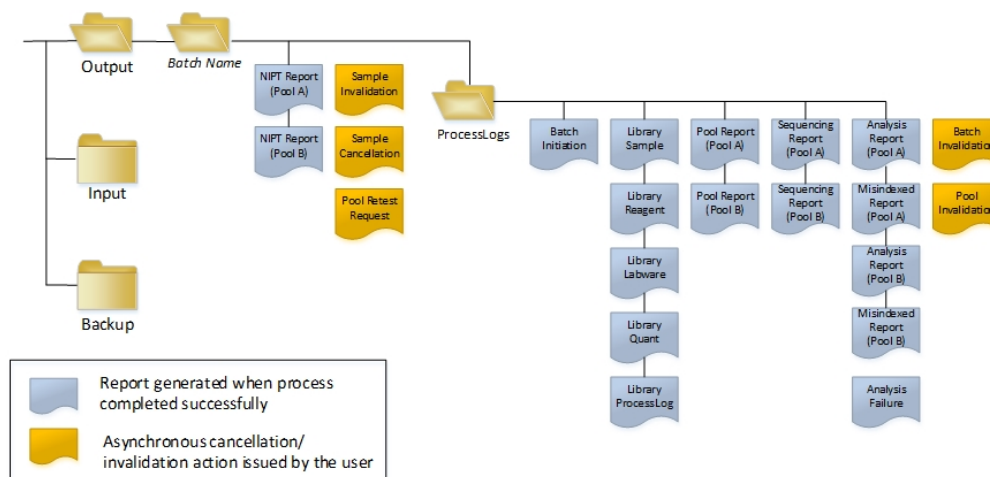 Output
Batch Name
NIPT Report
(Pool A)
Sample
Invalidation
NIPT Report
(Pool B)
Sample
Cancellation
Pool Retest
Request
Input
Backup
ProcessLogs
Batch
Initiation
Library
Sample
Pool Report
(Pool A)
Sequencing
Report
(Pool A)
Analysis
Report
(Pool A)
Batch
Invalidation
Library
Reagent
Pool Report
(Pool B)
Sequencing
Report
(Pool B)
Misindexed
Report
(Pool A)
Pool
Invalidation
Library
Labware
Analysis
Report
(Pool B)
Library
Quant
Misindexed
Report
(Pool B)
Library
ProcessLog
Analysis
Failure
Report generated when process
completed successfully
Asynchronous cancellation/
invalidation action issued by the user